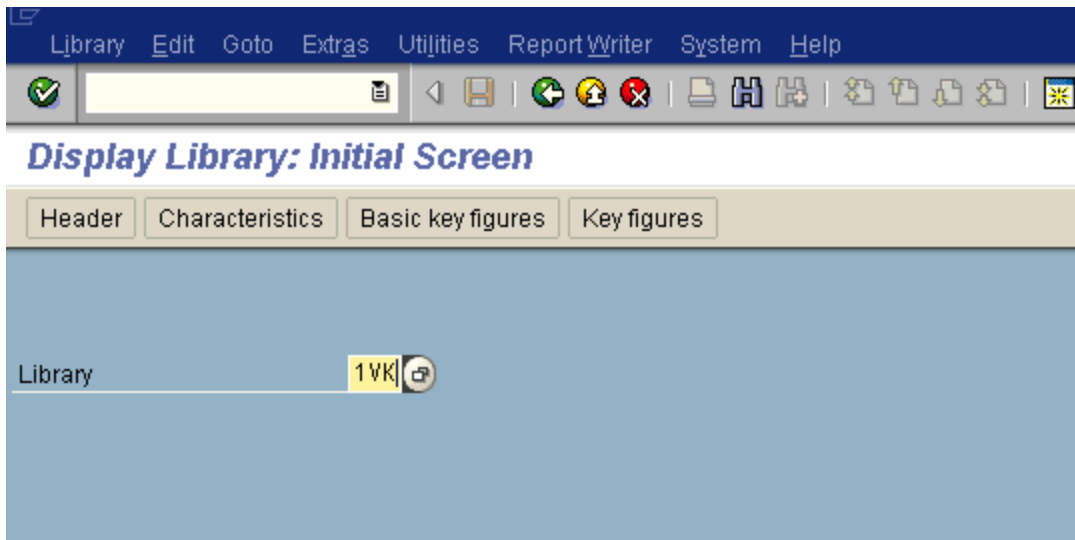 Library Edit Goto Extras Utilities Report Writer System Help
Display Library: Initial Screen
Header Characteristics Basic key figures Key figures
Library 1VK